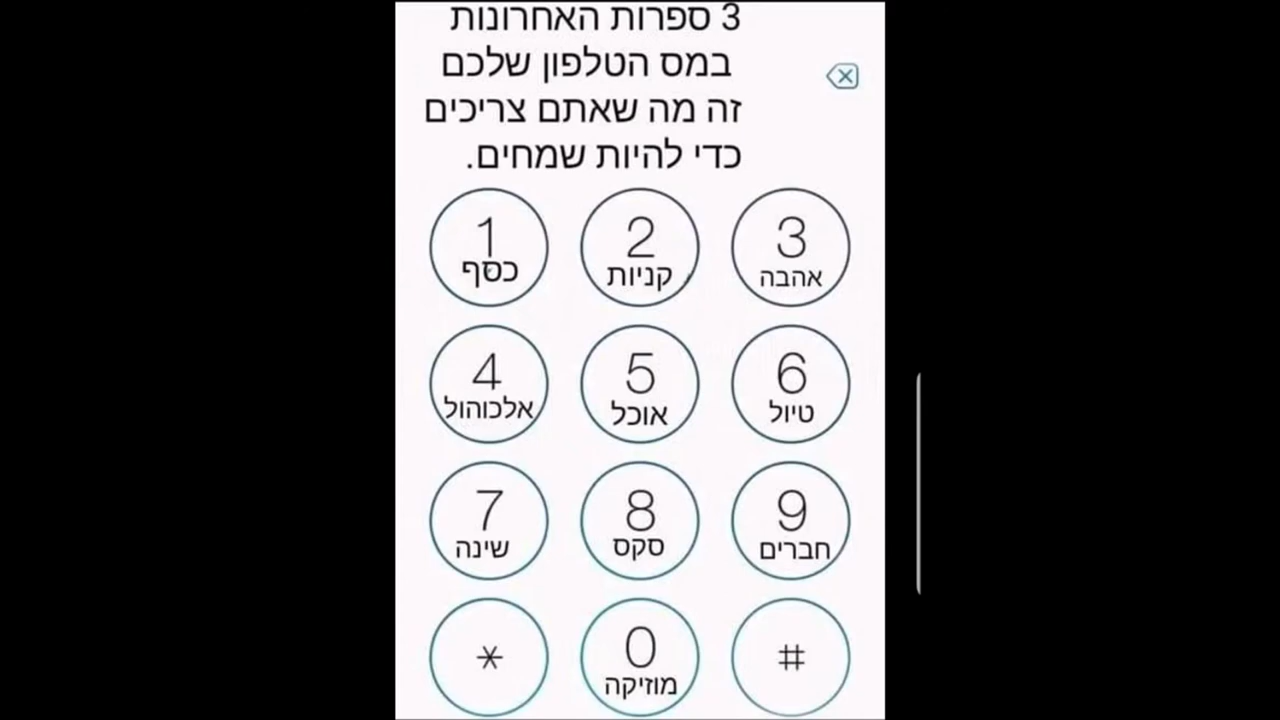 3 ספרות האחרונות
במס הטלפון שלכם
זה מה שאתם צריכים
כדי להיות שמחים.
1 2 3
כסף קניות אהבה
4 5 6
אלכוהול אוכל טיול
7 8 9
שינה סקס חברים
* 0 #
מוזיקה